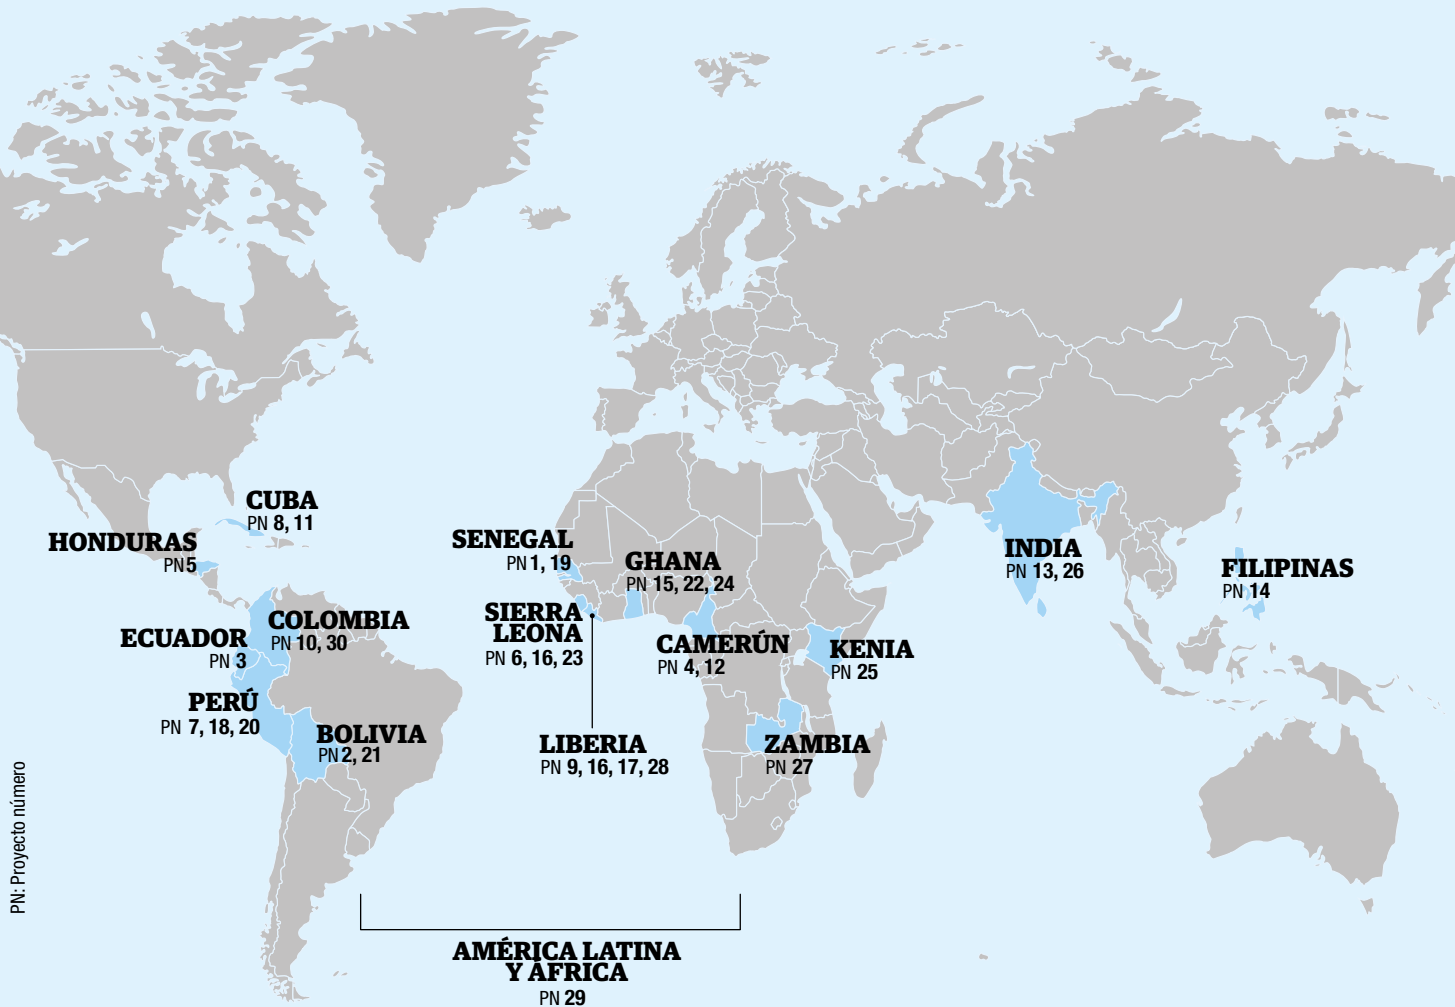 CUBA
PN 8, 11
HONDURAS
PN 5
SENEGAL
PN 1, 19
GHANA
PN 15, 22, 24
INDIA
PN 13, 26
FILIPINAS
PN 14
COLOMBIA
PN 10, 30
ECUADOR
PN 3
SIERRA
LEONA
PN 6, 16, 23
CAMERÚN
PN 4, 12
KENIA
PN 25
PERÚ
PN 7, 18, 20
BOLIVIA
PN 2, 21
LIBERIA
PN 9, 16, 17, 28
ZAMBIA
PN 27
PN: Proyecto número
AMÉRICA LATINA
Y ÁFRICA
PN 29